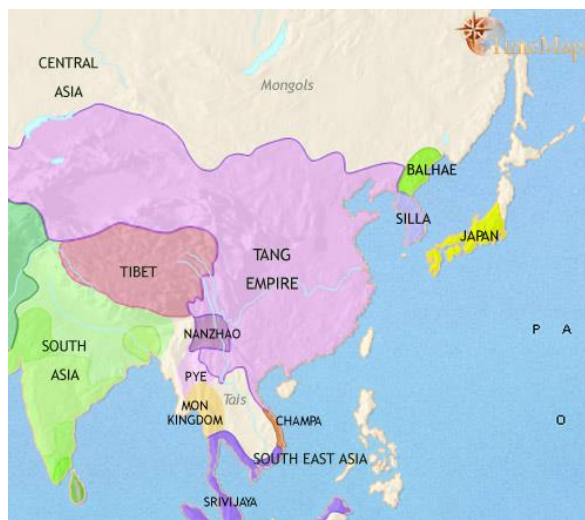 TimeMaps
CENTRAL
ASIA
Mongols
BALHAE
SILLA
JAPAN
TANG
EMPIRE
TIBET
NANZHAO
P A
SOUTH
ASIA
PYE
Tais
MON
KINGDOM
CHAMPA
O
SOUTH EAST ASIA
SRIVIJAYA